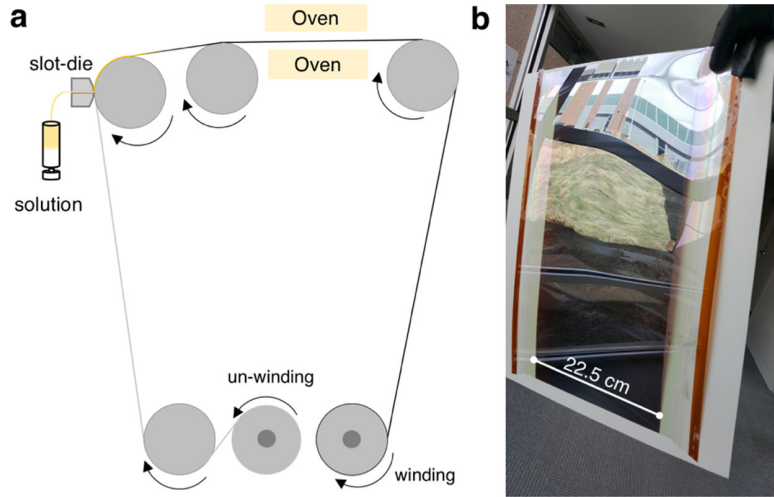 a
Oven
slot-die
Oven
solution
un-winding
winding
b
22.5 cm